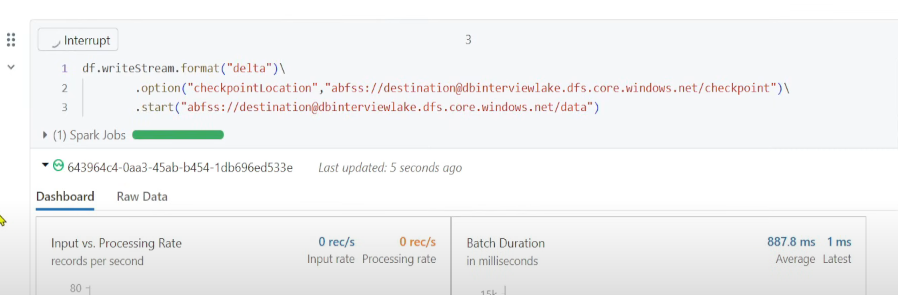 Interrupt
3
1 df.writeStream.format("delta")\
2 .option("checkpointLocation","abfss://destination@dbinterviewlake.dfs.core.windows.net/checkpoint")\
3 .start("abfss://destination@dbinterviewlake.dfs.core.windows.net/data")
(1) Spark Jobs
643964c4-0aa3-45ab-b454-1db696ed533e Last updated: 5 seconds ago
Dashboard Raw Data
Input vs. Processing Rate
records per second
0 rec/s 0 rec/s
Input rate Processing rate
80
Batch Duration
in milliseconds
887.8 ms 1 ms
Average Latest
15k